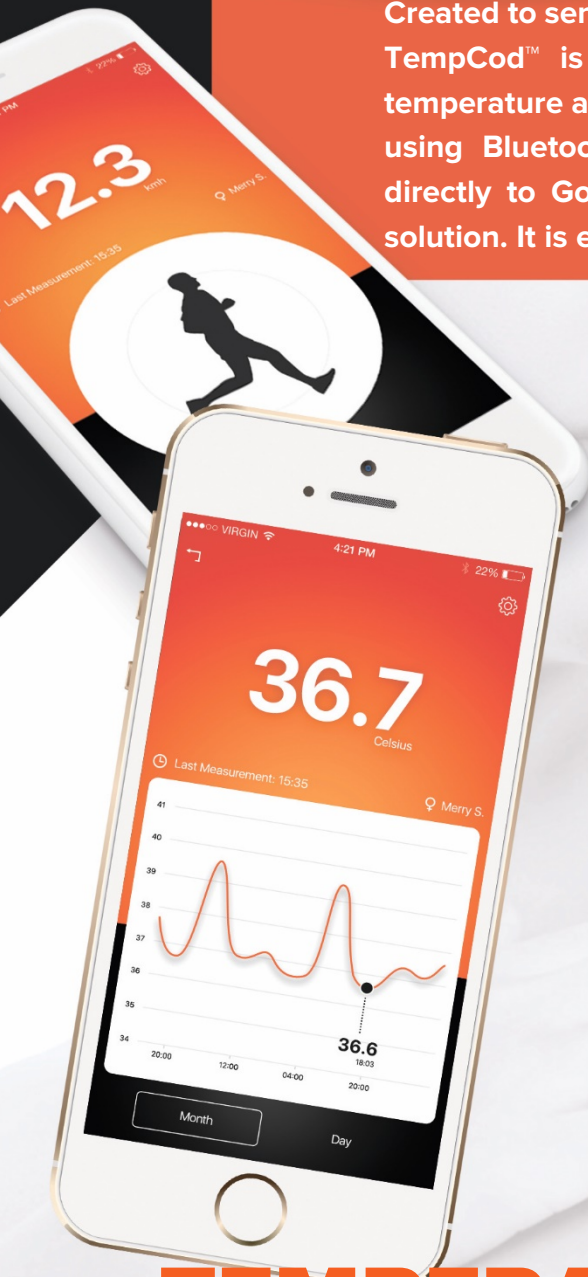 Created to ser
TempCod™ is
temperature a
using Bluetoo
directly to Go
solution. It is e
PM
22%
12.3
kmh
Merry S.
Last Measurement: 15:35
●●●○○ VIRGIN
4:21 PM
22%
36.7
Celsius
Last Measurement: 15:35
Merry S.
41
40
39
38
37
36
35
34
36.6
18:03
20:00 12:00 04:00 20:00
Month Day